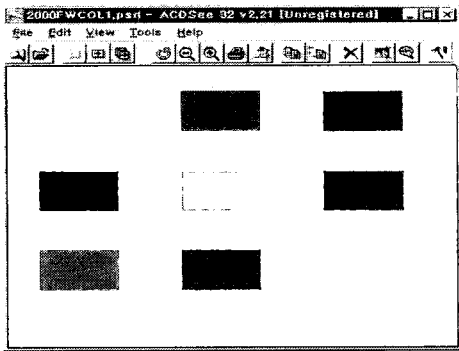 2000FWCOL1.psd - ACDSee 32 v2.21 [Unregistered]
File Edit View Tools Help